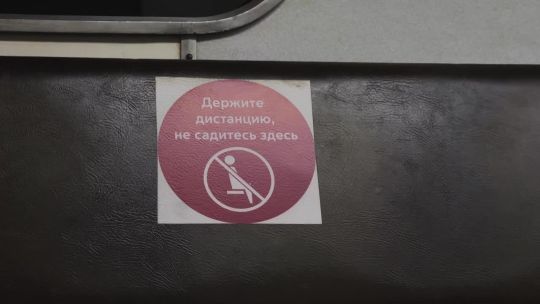 Держите
дистанцию,
не садитесь здесь